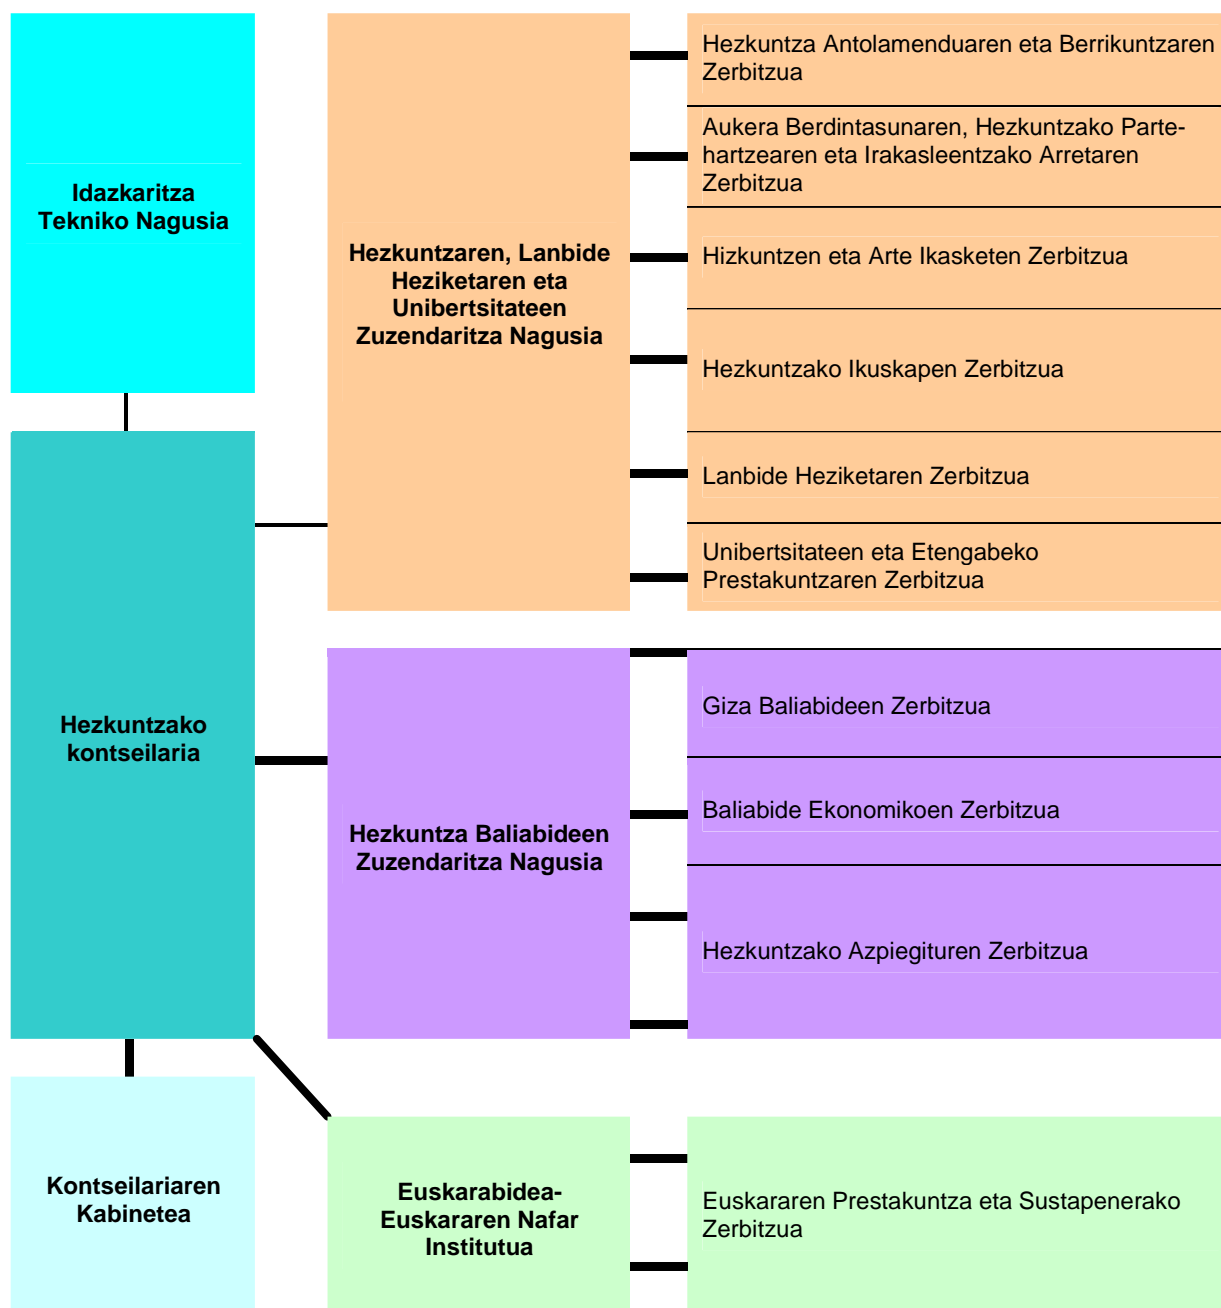 Idazkaritza
Tekniko Nagusia
Hezkuntzako
kontseilaria
Kontseilariaren
Kabinetea
Hezkuntzaren, Lanbide
Heziketaren eta
Unibertsitateen
Zuzendaritza Nagusia
Hezkuntza Antolamenduaren eta Berrikuntzaren
Zerbitzua
Aukera Berdintasunaren, Hezkuntzako Parte-
hartzearen eta Irakasleentzako Arretaren
Zerbitzua
Hizkuntzen eta Arte Ikasketen Zerbitzua
Hezkuntzako Ikuskapen Zerbitzua
Lanbide Heziketaren Zerbitzua
Unibertsitateen eta Etengabeko
Prestakuntzaren Zerbitzua
Hezkuntza Baliabideen
Zuzendaritza Nagusia
Giza Baliabideen Zerbitzua
Baliabide Ekonomikoen Zerbitzua
Hezkuntzako Azpiegituren Zerbitzua
Euskarabidea-
Euskararen Nafar
Institutua
Euskararen Prestakuntza eta Sustapenerako
Zerbitzua